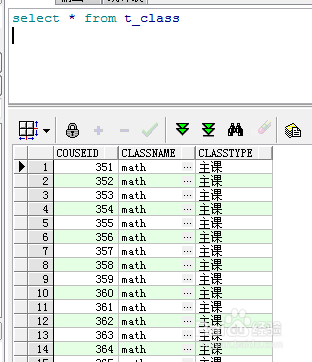 select * from t_class
COUSEID CLASSNAME CLASSTYPE
1 351 math ... 主课
2 352 math ... 主课
3 353 math ... 主课
4 354 math ... 主课
5 355 math ... 主课
6 356 math ... 主课
7 357 math ... 主课
8 358 math ... 主课
9 359 math ... 主课
10 360 math ... 主课
11 361 math ... 主课
12 362 math ... 主课
13 363 math ... 主课
14 364 math ... 主课